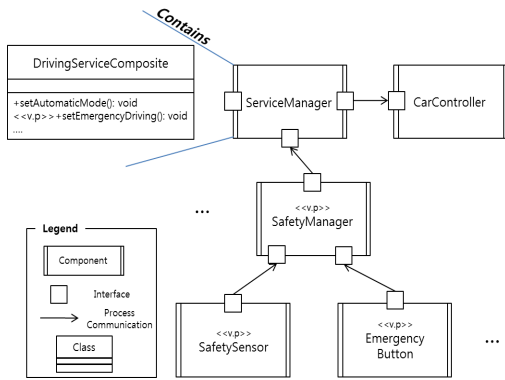 Contains
DrivingServiceComposite
+setAutomaticMode(): void
<<v.p>>+setEmergencyDriving(): void
....
ServiceManager
CarController
<<v.p>>
SafetyManager
...
Legend
Component
Interface
Process
Communication
Class
<<v.p>>
SafetySensor
<<v.p>>
Emergency
Button
...